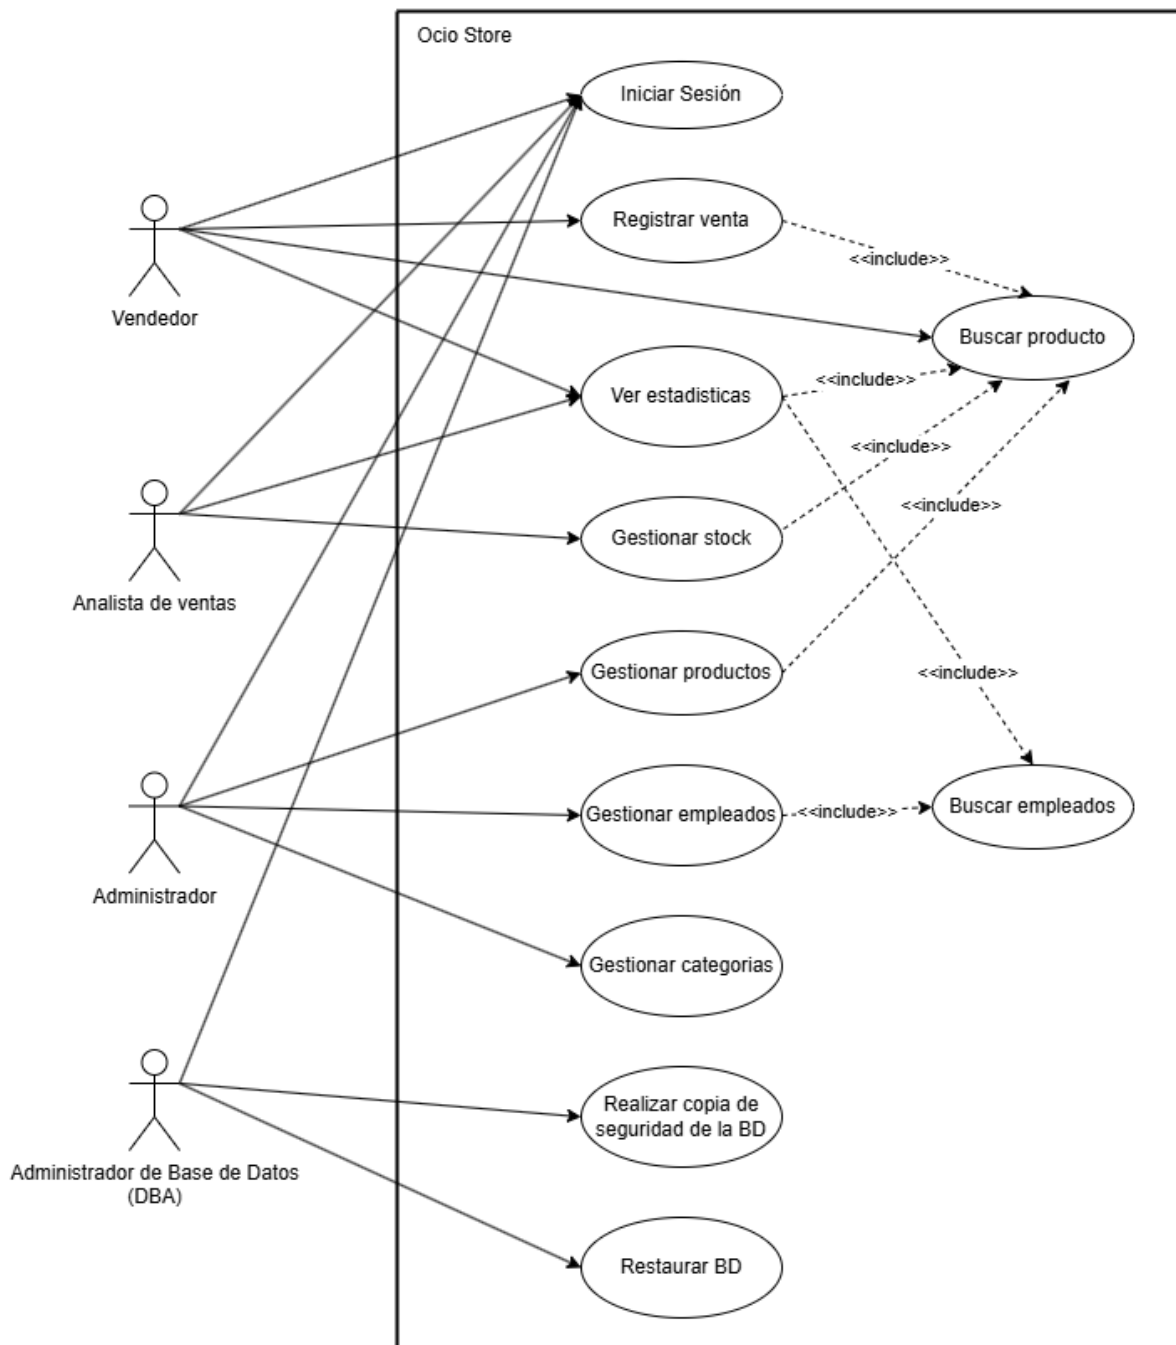 Ocio Store
Iniciar Sesión
Registrar venta
<<include>>
Vendedor
Buscar producto
<<include>>
Ver estadisticas
<<include>>
Analista de ventas
<<include>>
Gestionar stock
Gestionar productos
<<include>>
Administrador
Gestionar empleados
<<include>>
Buscar empleados
Gestionar categorias
Administrador de Base de Datos
(DBA)
Realizar copia de
seguridad de la BD
Restaurar BD